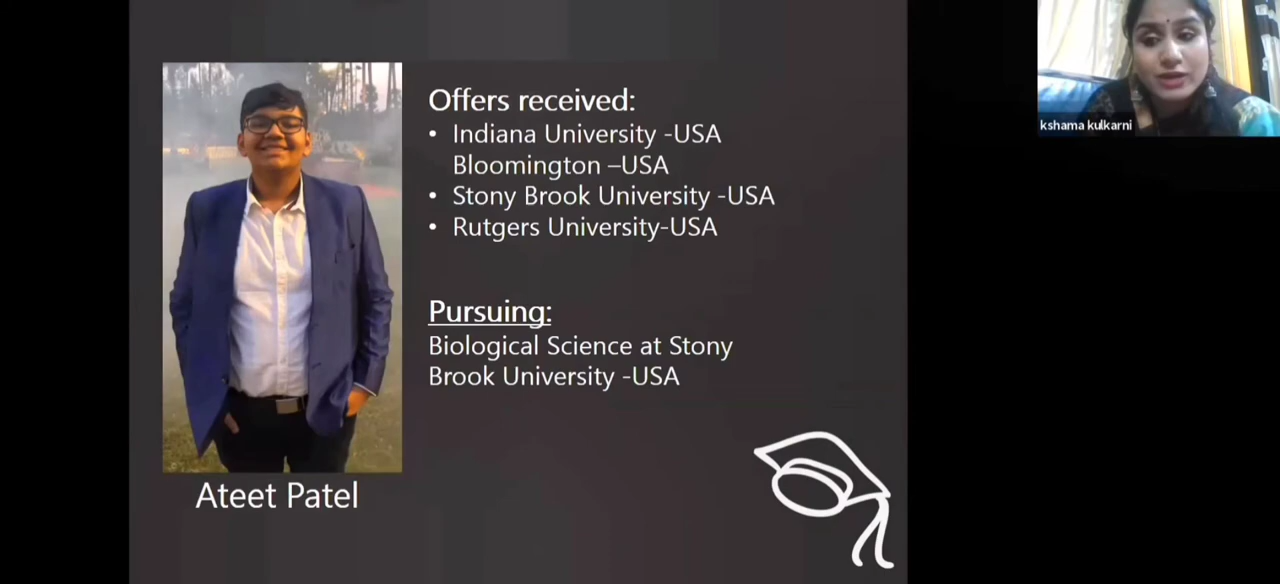 Offers received:
• Indiana University -USA
Bloomington –USA
• Stony Brook University -USA
• Rutgers University-USA
Pursuing:
Biological Science at Stony
Brook University -USA
Ateet Patel
kshama kulkarni